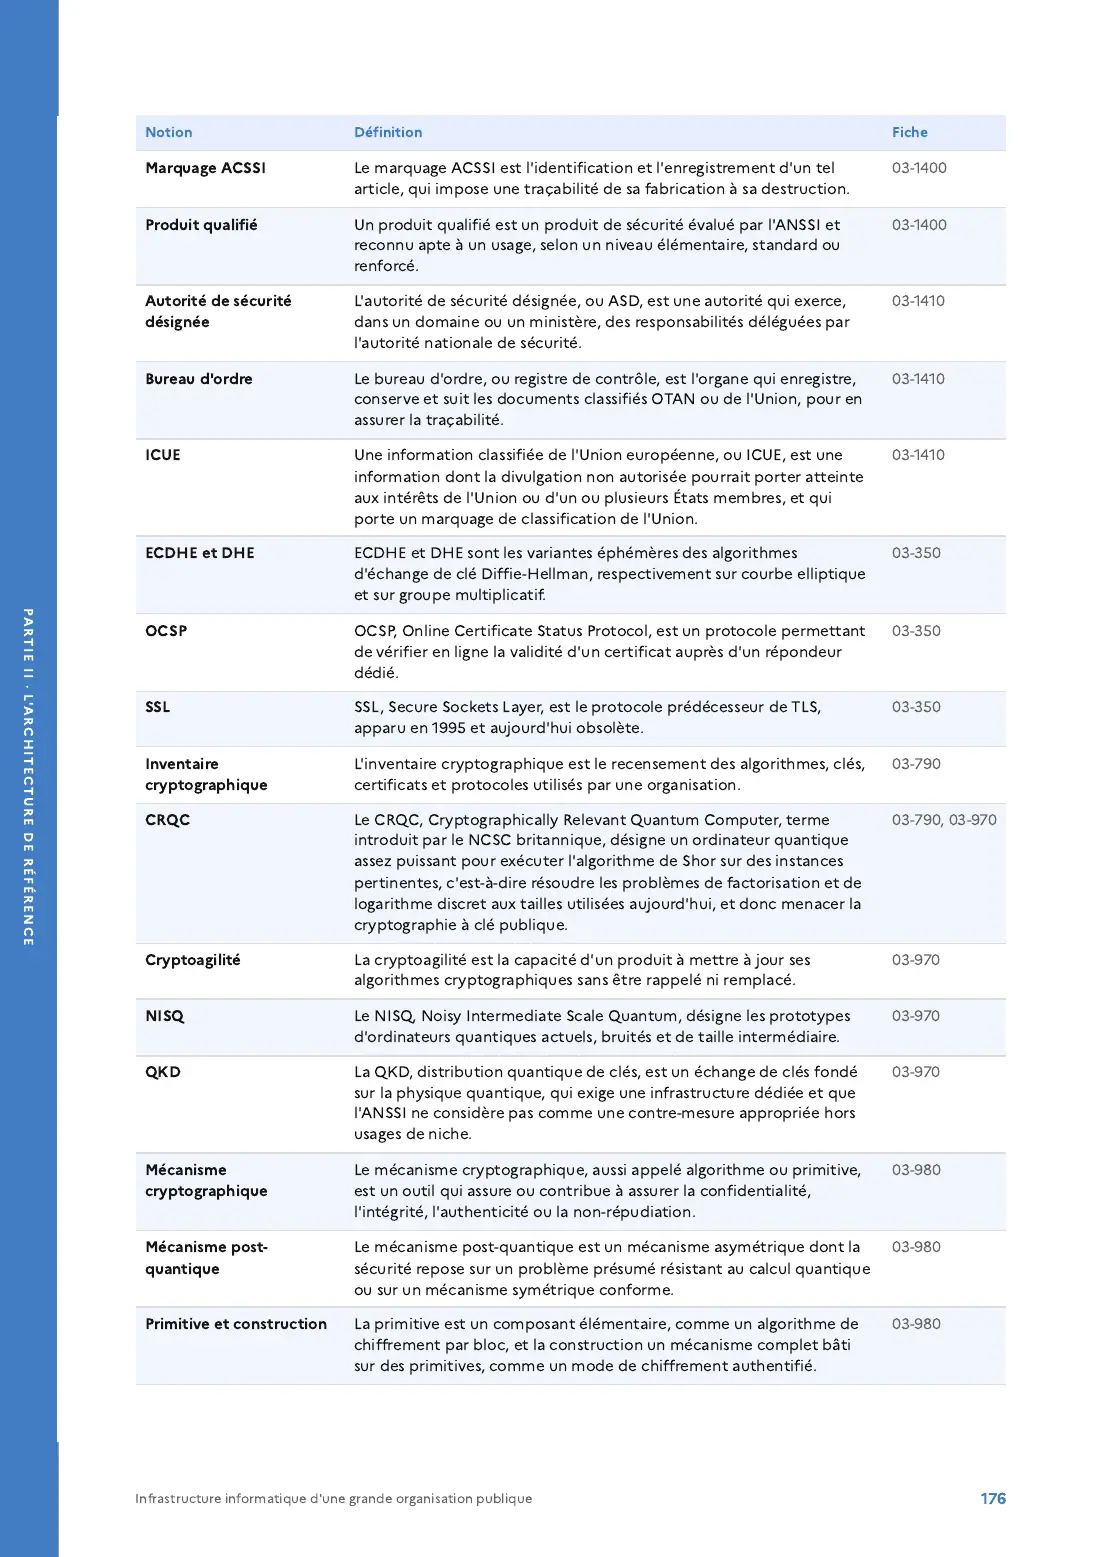 Notion Définition Fiche
Marquage ACSSI Le marquage ACSSI est l'identification et l'enregistrement d'un tel 03-1400
article, qui impose une traçabilité de sa fabrication à sa destruction.
Produit qualifié Un produit qualifié est un produit de sécurité évalué par l'ANSSI et 03-1400
reconnu apte à un usage, selon un niveau élémentaire, standard ou
renforcé.
Autorité de sécurité L'autorité de sécurité désignée, ou ASD, est une autorité qui exerce, 03-1410
désignée dans un domaine ou un ministère, des responsabilités déléguées par
l'autorité nationale de sécurité.
Bureau d'ordre Le bureau d'ordre, ou registre de contrôle, est l'organe qui enregistre, 03-1410
conserve et suit les documents classifiés OTAN ou de l'Union, pour en
assurer la traçabilité.
ICUE Une information classifiée de l'Union européenne, ou ICUE, est une 03-1410
information dont la divulgation non autorisée pourrait porter atteinte
aux intérêts de l'Union ou d'un ou plusieurs États membres, et qui
porte un marquage de classification de l'Union.
ECDHE et DHE ECDHE et DHE sont les variantes éphémères des algorithmes 03-350
d'échange de clé Diffie-Hellman, respectivement sur courbe elliptique
et sur groupe multiplicatif.
OCSP OCSP, Online Certificate Status Protocol, est un protocole permettant 03-350
de vérifier en ligne la validité d'un certificat auprès d'un répondeur
dédié.
SSL SSL, Secure Sockets Layer, est le protocole prédécesseur de TLS, 03-350
apparu en 1995 et aujourd'hui obsolète.
Inventaire L'inventaire cryptographique est le recensement des algorithmes, clés, 03-790
cryptographique certificats et protocoles utilisés par une organisation.
CRQC Le CRQC, Cryptographically Relevant Quantum Computer, terme 03-790, 03-970
introduit par le NCSC britannique, désigne un ordinateur quantique
assez puissant pour exécuter l'algorithme de Shor sur des instances
pertinentes, c'est-à-dire résoudre les problèmes de factorisation et de
logarithme discret aux tailles utilisées aujourd'hui, et donc menacer la
cryptographie à clé publique.
Cryptoagilité La cryptoagilité est la capacité d'un produit à mettre à jour ses 03-970
algorithmes cryptographiques sans être rappelé ni remplacé.
NISQ Le NISQ, Noisy Intermediate Scale Quantum, désigne les prototypes 03-970
d'ordinateurs quantiques actuels, bruités et de taille intermédiaire.
QKD La QKD, distribution quantique de clés, est un échange de clés fondé 03-970
sur la physique quantique, qui exige une infrastructure dédiée et que
l'ANSSI ne considère pas comme une contre-mesure appropriée hors
usages de niche.
Mécanisme Le mécanisme cryptographique, aussi appelé algorithme ou primitive, 03-980
cryptographique est un outil qui assure ou contribue à assurer la confidentialité,
l'intégrité, l'authenticité ou la non-répudiation.
Mécanisme post- Le mécanisme post-quantique est un mécanisme asymétrique dont la 03-980
quantique sécurité repose sur un problème présumé résistant au calcul quantique
ou sur un mécanisme symétrique conforme.
Primitive et construction La primitive est un composant élémentaire, comme un algorithme de 03-980
chiffrement par bloc, et la construction un mécanisme complet bâti
sur des primitives, comme un mode de chiffrement authentifié.
PARTIE II · L'ARCHITECTURE DE RÉFÉRENCE
Infrastructure informatique d'une grande organisation publique 176